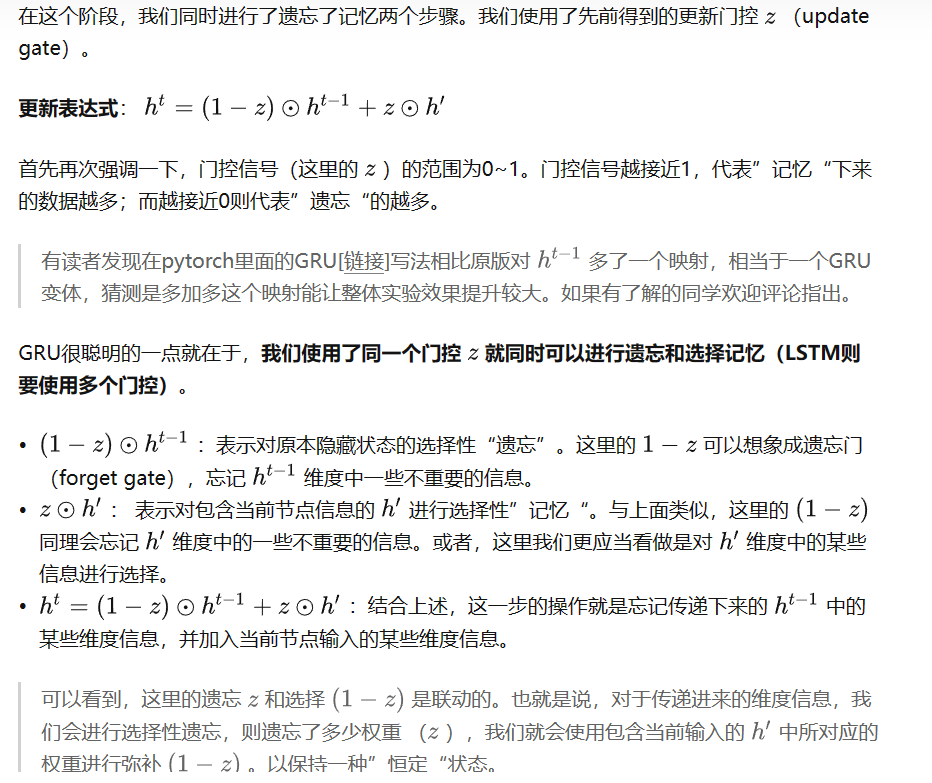 在这个阶段，我们同时进行了遗忘了记忆两个步骤。我们使用了先前得到的更新门控 z （update
gate）。
更新表达式： h^{t} = (1 − z) ⊙ h^{t−1} + z ⊙ h′
首先再次强调一下，门控信号（这里的 z ）的范围为0~1。门控信号越接近1，代表”记忆“下来
的数据越多；而越接近0则代表”遗忘“的越多。
有读者发现在pytorch里面的GRU[链接]写法相比原版对 h^{t−1} 多了一个映射，相当于一个GRU
变体，猜测是多加多这个映射能让整体实验效果提升较大。如果有了解的同学欢迎评论指出。
GRU很聪明的一点就在于，我们使用了同一个门控 z 就同时可以进行遗忘和选择记忆（LSTM则
要使用多个门控）。
• (1 − z) ⊙ h^{t−1} ：表示对原本隐藏状态的选择性“遗忘”。这里的 1 − z 可以想象成遗忘门
（forget gate），忘记 h^{t−1} 维度中一些不重要的信息。
• z ⊙ h′ ： 表示对包含当前节点信息的 h′ 进行选择性”记忆“。与上面类似，这里的 (1 − z)
同理会忘记 h′ 维度中的一些不重要的信息。或者，这里我们更应当看做是对 h′ 维度中的某些
信息进行选择。
• h^{t} = (1 − z) ⊙ h^{t−1} + z ⊙ h′ ：结合上述，这一步的操作就是忘记传递下来的 h^{t−1} 中的
某些维度信息，并加入当前节点输入的某些维度信息。
可以看到，这里的遗忘 z 和选择 (1 − z) 是联动的。也就是说，对于传递进来的维度信息，我
们会进行选择性遗忘，则遗忘了多少权重 （z ），我们就会使用包含当前输入的 h′ 中所对应的
权重进行弥补 (1 − z) 。以保持一种”恒定“状态。